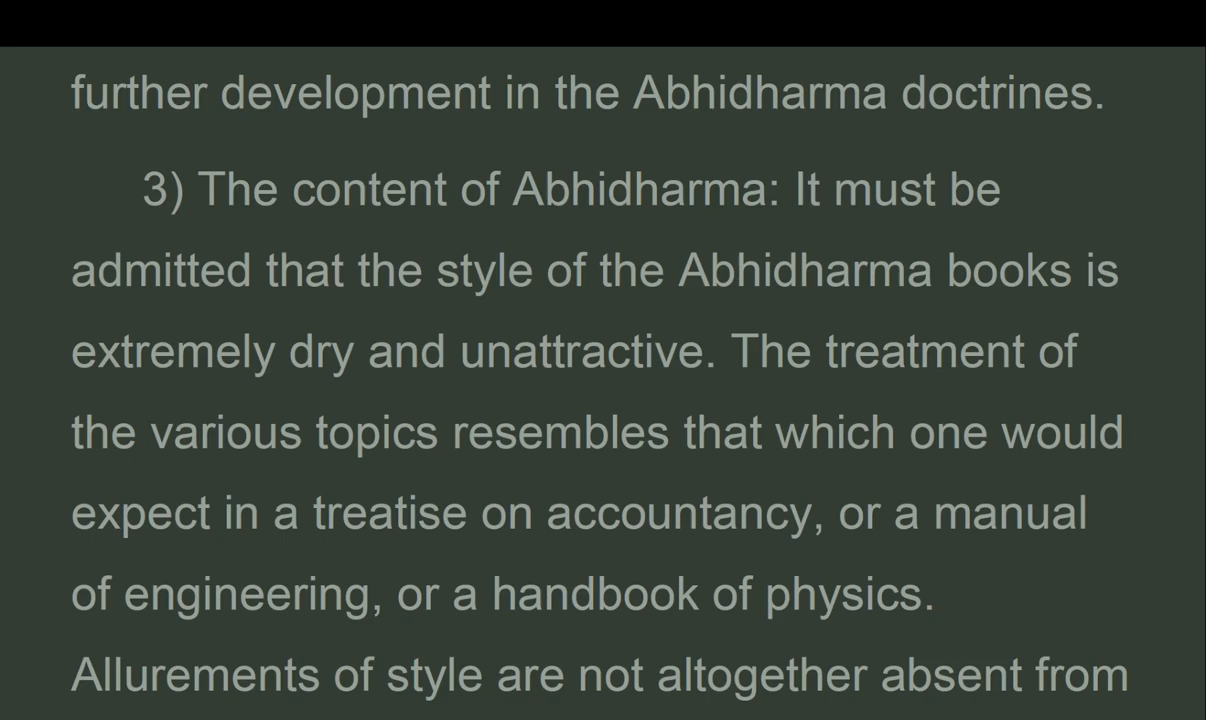 further development in the Abhidharma doctrines.
3) The content of Abhidharma: It must be
admitted that the style of the Abhidharma books is
extremely dry and unattractive. The treatment of
the various topics resembles that which one would
expect in a treatise on accountancy, or a manual
of engineering, or a handbook of physics.
Allurements of style are not altogether absent from